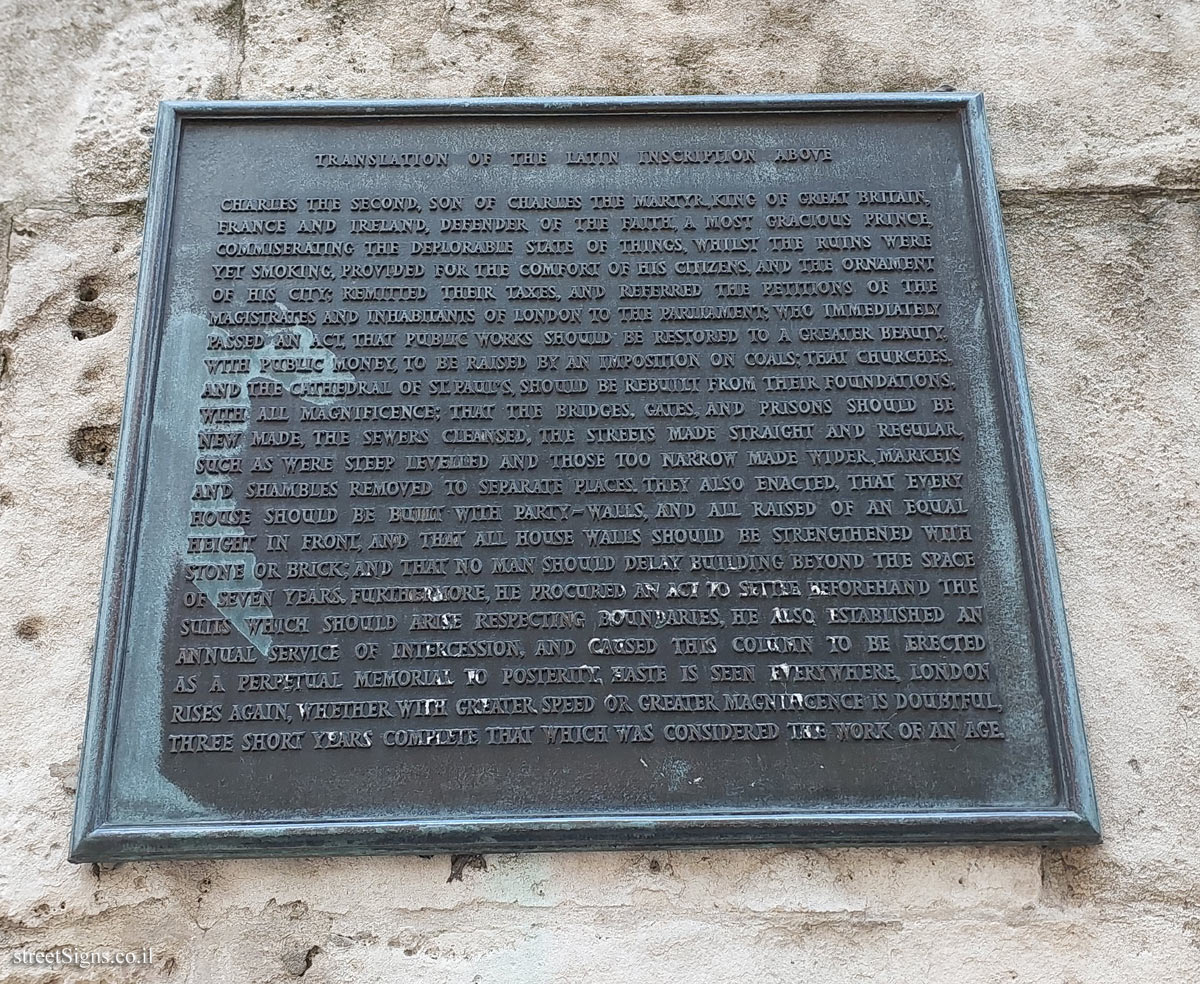 TRANSLATION OF THE LATIN INSCRIPTION ABOVE
CHARLES THE SECOND, SON OF CHARLES THE MARTYR, KING OF GREAT BRITAIN,
FRANCE AND IRELAND, DEFENDER OF THE FAITH, A MOST GRACIOUS PRINCE
COMMISERATING THE DEPLORABLE STATE OF THINGS, WHILST THE RUINS WERE
YET SMOKING, PROVIDED FOR THE COMFORT OF HIS CITIZENS, AND THE ORNAMENT
OF HIS CITY; REMITTED THEIR TAXES, AND REFERRED THE PETITIONS OF THE
MAGISTRATES AND INHABITANTS OF LONDON TO THE PARLIAMENT; WHO IMMEDIATELY
PASSED AN ACT, THAT PUBLIC WORKS SHOULD BE RESTORED TO A GREATER BEAUTY,
WITH PUBLIC MONEY, TO BE RAISED BY AN IMPOSITION ON COALS; THAT CHURCHES,
AND THE CATHEDRAL OF ST. PAUL'S, SHOULD BE REBUILT FROM THEIR FOUNDATIONS,
WITH ALL MAGNIFICENCE; THAT THE BRIDGES, GATES, AND PRISONS SHOULD BE
NEW MADE, THE SEWERS CLEANSED, THE STREETS MADE STRAIGHT AND REGULAR,
SUCH AS WERE STEEP LEVELLED AND THOSE TOO NARROW MADE WIDER, MARKETS
AND SHAMBLES REMOVED TO SEPARATE PLACES. THEY ALSO ENACTED, THAT EVERY
HOUSE SHOULD BE BUILT WITH PARTY-WALLS, AND ALL RAISED OF AN EQUAL
HEIGHT IN FRONT, AND THAT ALL HOUSE WALLS SHOULD BE STRENGTHENED WITH
STONE OR BRICK; AND THAT NO MAN SHOULD DELAY BUILDING BEYOND THE SPACE
OF SEVEN YEARS. FURTHERMORE, HE PROCURED AN ACT TO SETTLE BEFOREHAND THE
SUITS WHICH SHOULD ARISE RESPECTING BOUNDARIES, HE ALSO ESTABLISHED AN
ANNUAL SERVICE OF INTERCESSION, AND CAUSED THIS COLUMN TO BE ERECTED
AS A PERPETUAL MEMORIAL TO POSTERITY. HASTE IS SEEN EVERYWHERE, LONDON
RISES AGAIN, WHETHER WITH GREATER SPEED OR GREATER MAGNIFICENCE IS DOUBTFUL,
THREE SHORT YEARS COMPLETE THAT WHICH WAS CONSIDERED THE WORK OF AN AGE.
streetSigns.co.il